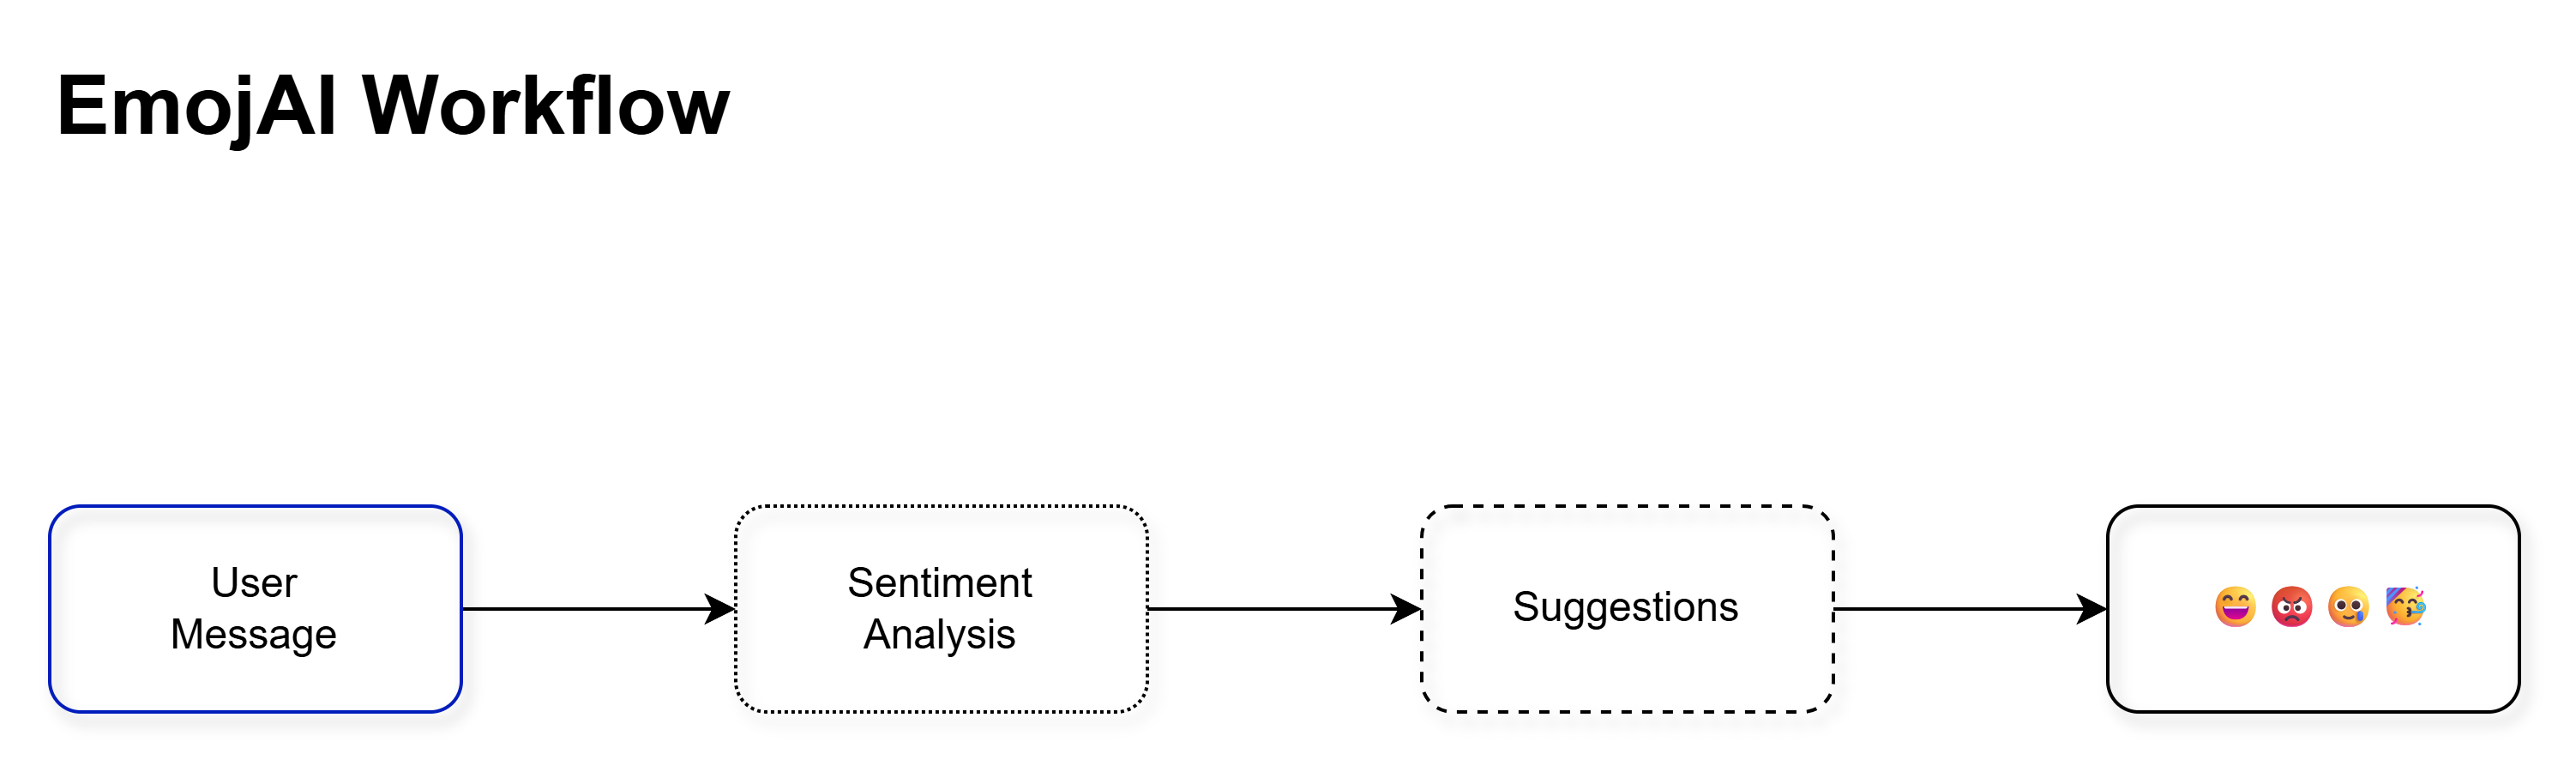 EmojAI Workflow
User
Message
Sentiment
Analysis
Suggestions
😄 😡 🥲 🥳